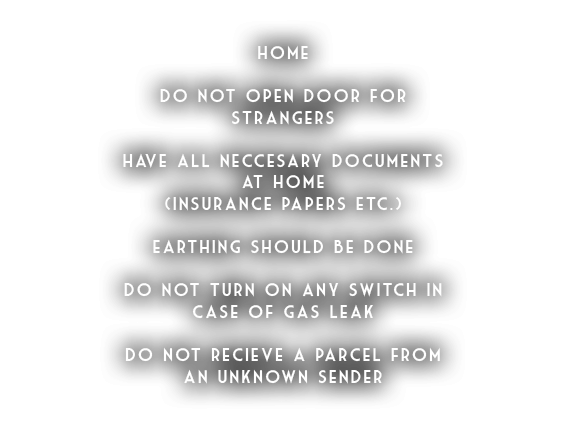 HOME
DO NOT OPEN DOOR FOR
STRANGERS
HAVE ALL NECCESARY DOCUMENTS
AT HOME
(INSURANCE PAPERS ETC.)
EARTHING SHOULD BE DONE
DO NOT TURN ON ANY SWITCH IN
CASE OF GAS LEAK
DO NOT RECIEVE A PARCEL FROM
AN UNKNOWN SENDER